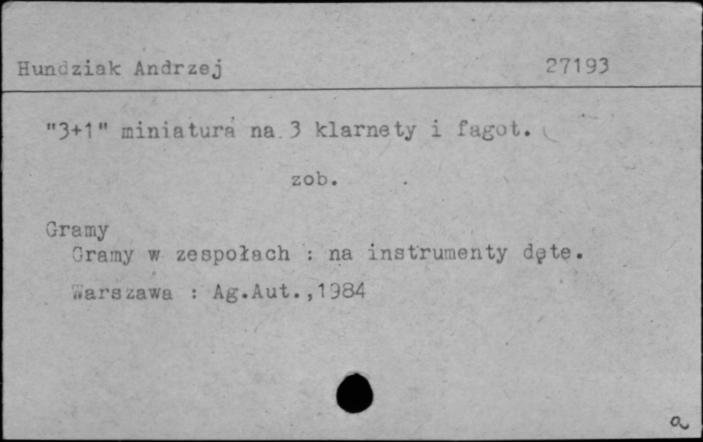 Hundziak Andrzej 27193
"3+1" miniatura na 3 klarnety i fagot.
zob.
Gramy
Gramy w zespołach : na instrumenty dęte.
Warszawa : Ag.Aut.,1984
a